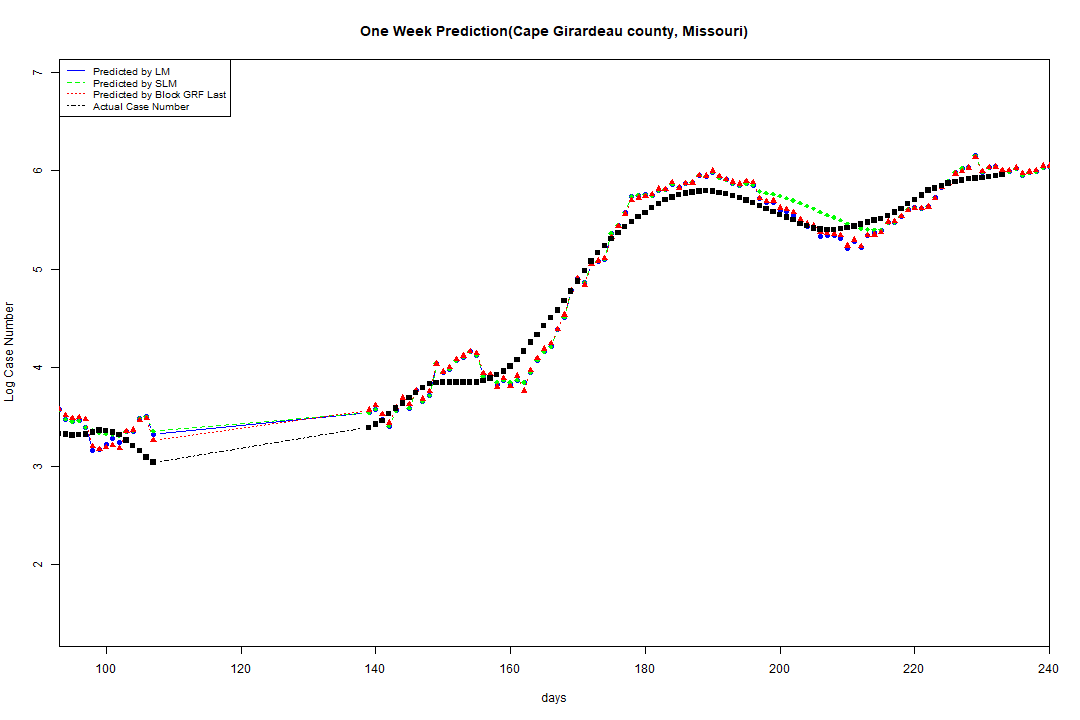 One Week Prediction(Cape Girardeau county, Missouri)
Predicted by LM
Predicted by SLM
Predicted by Block GRF Last
Actual Case Number
7
6
5
4
3
2
Log Case Number
100 120 140 160 180 200 220 240
days